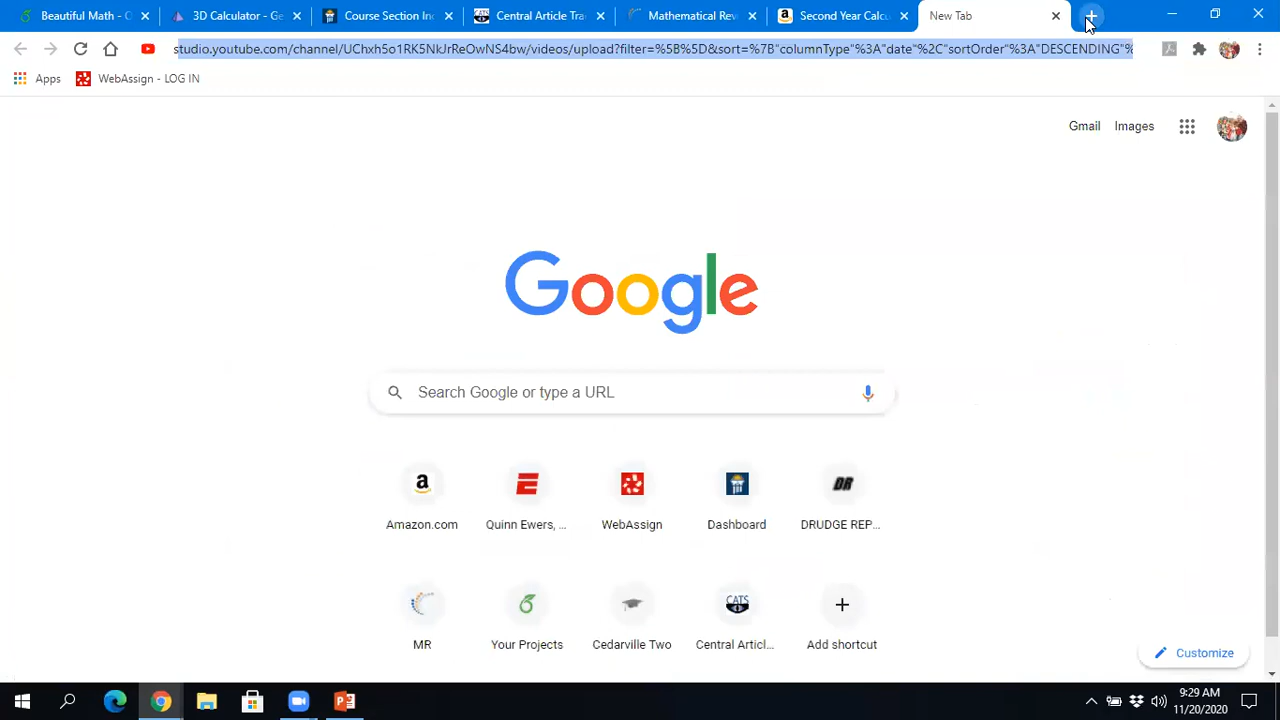 Beautiful Math - O
3D Calculator - Ge
Course Section In
Central Article Tra
Mathematical Rev
Second Year Calcu
New Tab
studio.youtube.com/channel/UChxh5o1RK5NkJrReOwNS4bw/videos/upload?filter=%5B%5D&sort=%7B"columnType"%3A"date"%2C"sortOrder"%3A"DESCENDING"%
Apps
WebAssign - LOG IN
Gmail
Images
Google
Search Google or type a URL
Amazon.com
Quinn Ewers, ...
WebAssign
Dashboard
DRUDGE REP...
MR
Your Projects
Cedarville Two
CATS
Central Articl...
Add shortcut
Customize
9:29 AM
11/20/2020